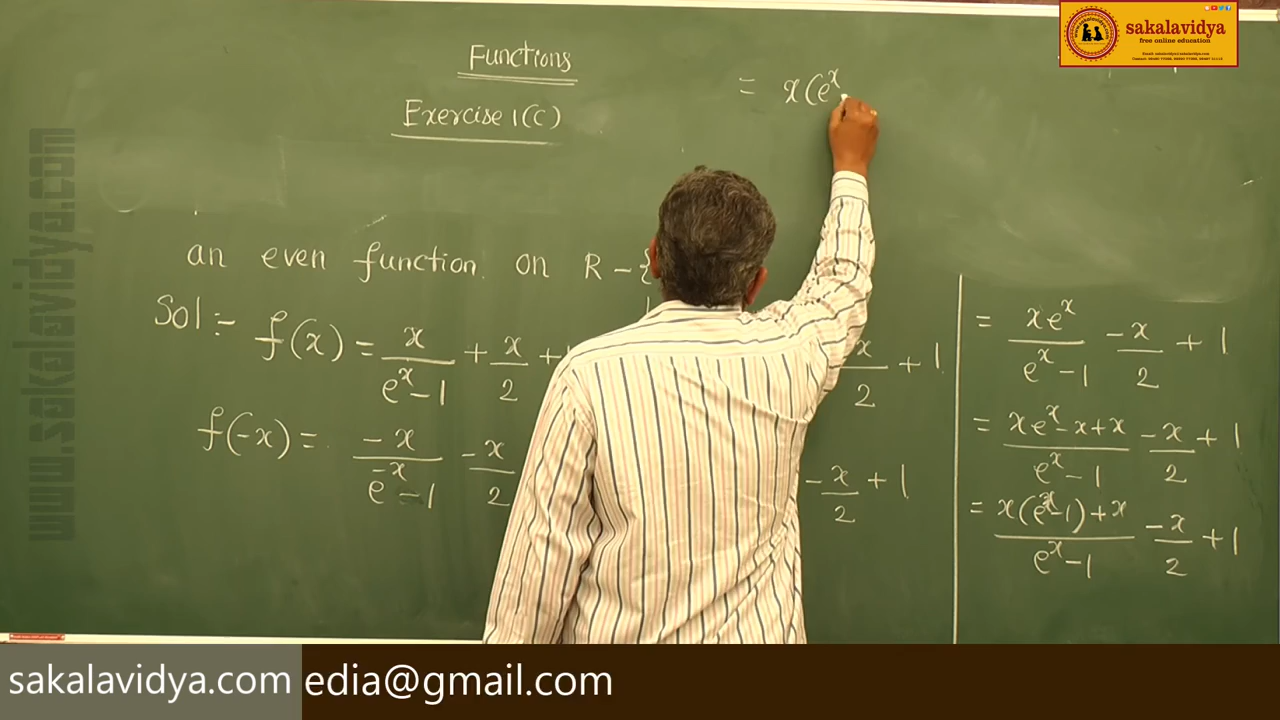 sakalavidya
free online education
Functions
Exercise 1(C)
= x(e^x
an even function on R – {
Sol :- f(x) = x/(e^x – 1) + x/2 +
x/2 + 1
f(-x) = -x/(e^-x – 1) - x/2
- x/2 + 1
= xe^x/(e^x – 1) - x/2 + 1
= (xe^x - x + x)/(e^x – 1) - x/2 + 1
= (x(e^x - 1) + x)/(e^x – 1) - x/2 + 1
www.sakalavidya.com
sakalavidya.com edia@gmail.com